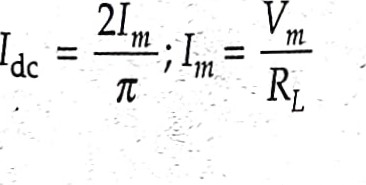 I_dc = 2I_m/π ; I_m = V_m/R_L